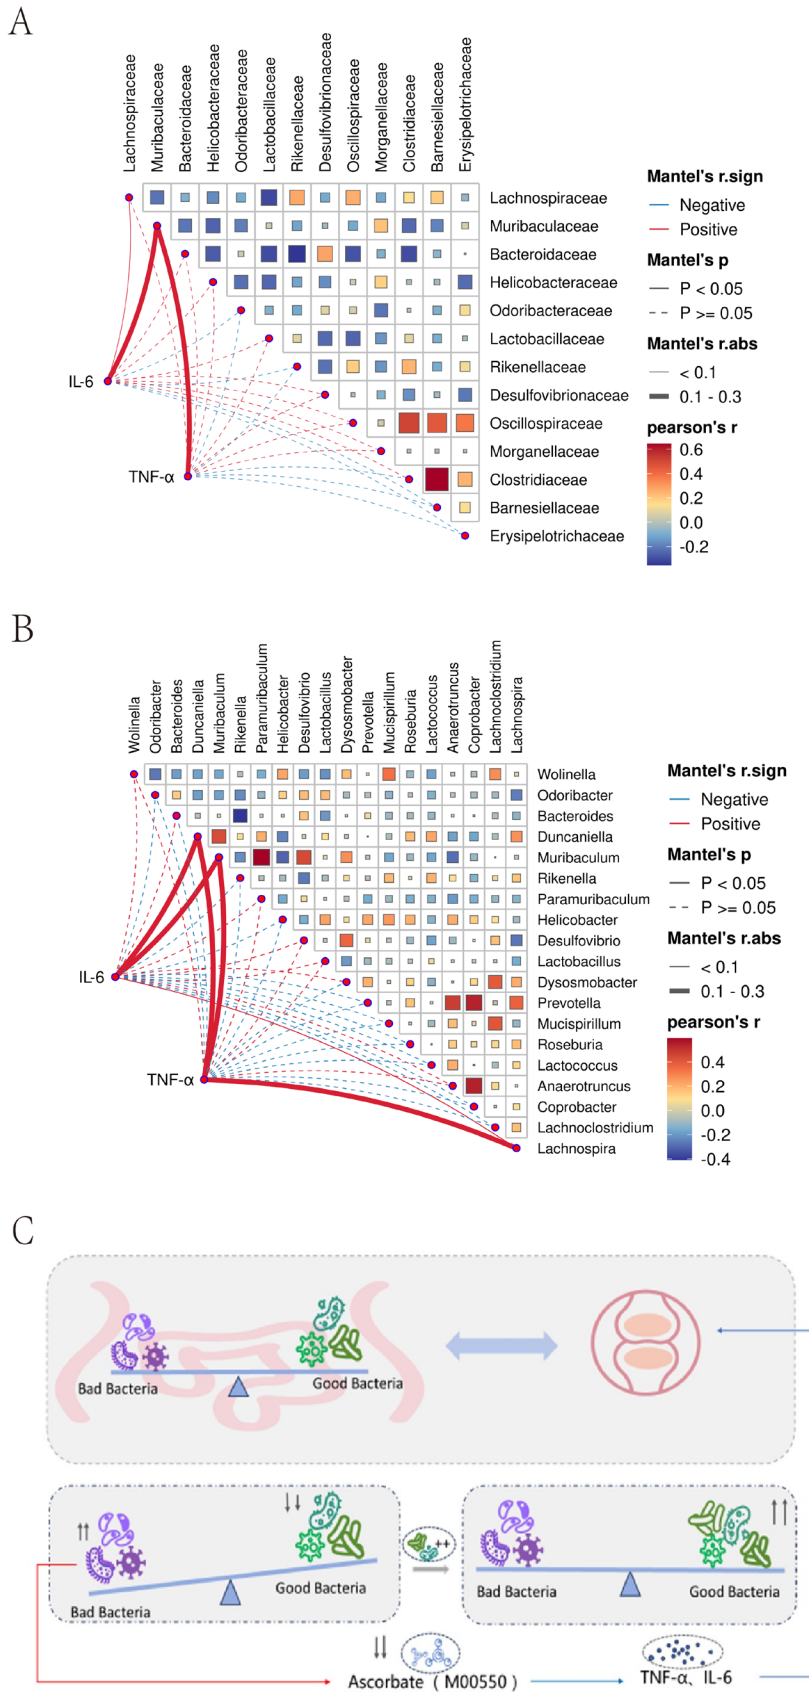 A
Lachnospiraceae
Muribaculaceae
Bacteroidaceae
Helicobacteraceae
Odoribacteraceae
Lactobacillaceae
Rikenellaceae
Desulfovibrionaceae
Oscillospiraceae
Morganellaceae
Clostridiaceae
Barnesiellaceae
Erysipelotrichaceae
Lachnospiraceae
Muribaculaceae
Bacteroidaceae
Helicobacteraceae
Odoribacteraceae
Lactobacillaceae
Rikenellaceae
Desulfovibrionaceae
Oscillospiraceae
Morganellaceae
Clostridiaceae
Barnesiellaceae
Erysipelotrichaceae
IL-6
TNF-α
Mantel's r.sign
Negative
Positive
Mantel's p
P < 0.05
P >= 0.05
Mantel's r.abs
< 0.1
0.1 - 0.3
pearson's r
0.6
0.4
0.2
0.0
-0.2
B
Wolinella
Odoribacter
Bacteroides
Duncaniella
Muribaculum
Rikenella
Paramuribaculum
Helicobacter
Desulfovibrio
Lactobacillus
Dysosmobacter
Prevotella
Mucispirillum
Roseburia
Lactococcus
Anaerotruncus
Coprobacter
Lachnoclostridium
Lachnospira
Wolinella
Odoribacter
Bacteroides
Duncaniella
Muribaculum
Rikenella
Paramuribaculum
Helicobacter
Desulfovibrio
Lactobacillus
Dysosmobacter
Prevotella
Mucispirillum
Roseburia
Lactococcus
Anaerotruncus
Coprobacter
Lachnoclostridium
Lachnospira
IL-6
TNF-α
Mantel's r.sign
Negative
Positive
Mantel's p
P < 0.05
P >= 0.05
Mantel's r.abs
< 0.1
0.1 - 0.3
pearson's r
0.4
0.2
0.0
-0.2
-0.4
C
Bad Bacteria
Good Bacteria
Bad Bacteria
Good Bacteria
++
Bad Bacteria
Good Bacteria
Ascorbate（M00550）
TNF-α、IL-6